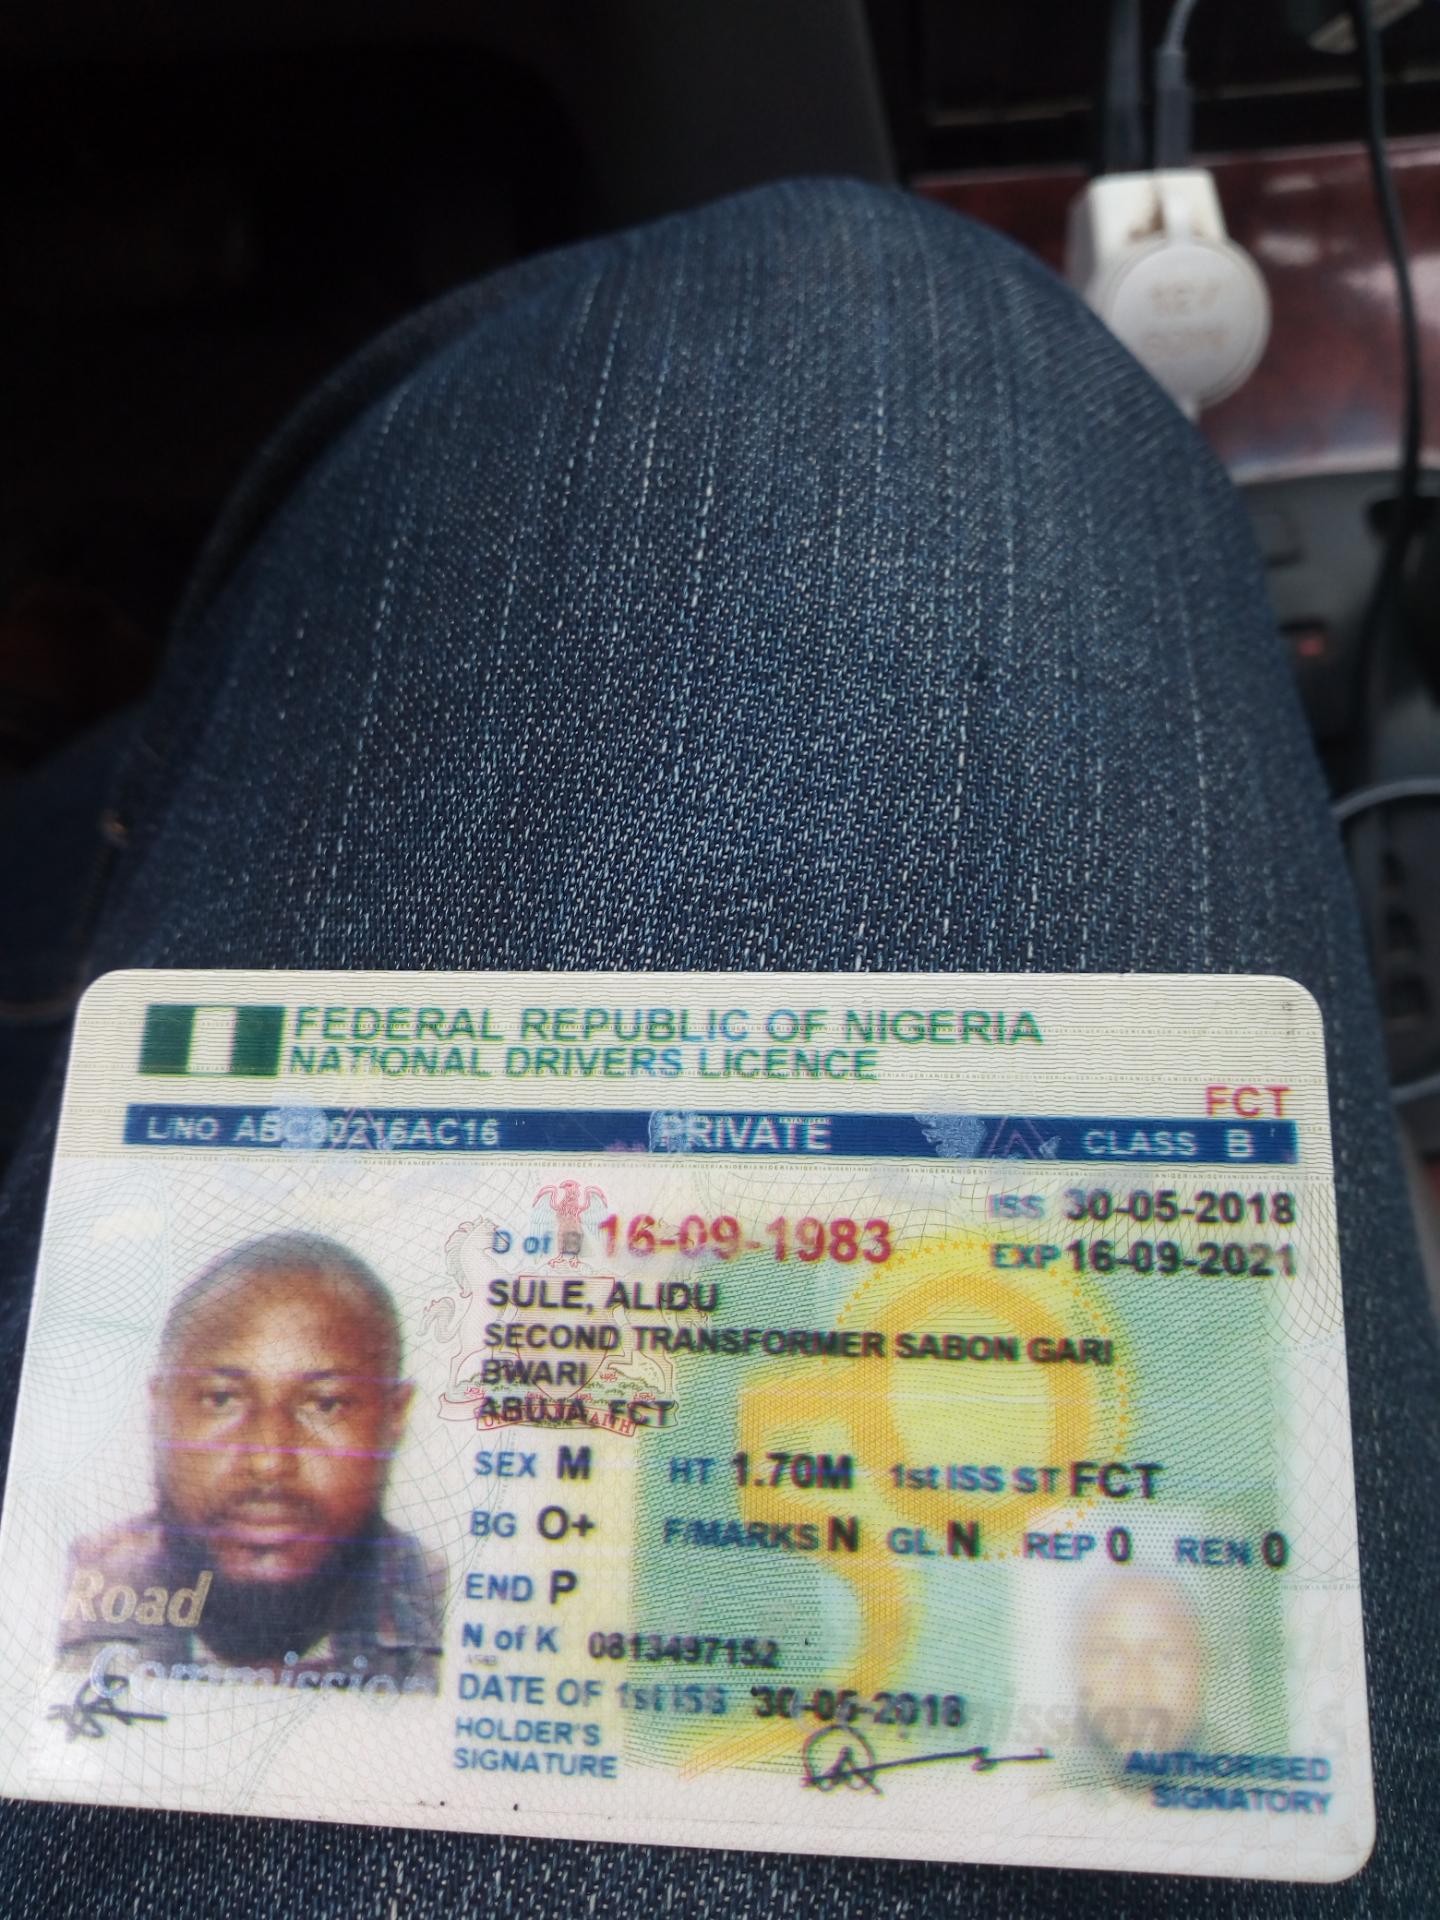 FEDERAL REPUBLIC OF NIGERIA
NATIONAL DRIVERS LICENCE
FCT
L/NO ABC80216AC16 PRIVATE CLASS B
ISS 30-05-2018
D of B 16-09-1983
EXP 16-09-2021
SULE, ALIDU
SECOND TRANSFORMER SABON GARI
BWARI
ABUJA FCT
SEX M HT 1.70M 1st ISS ST FCT
BG O+ F/MARKS N GL N REP 0 REN 0
END P
Road
N of K 0813497152
Commission
DATE OF 1st ISS 30-05-2018
HOLDER'S
SIGNATURE
AUTHORISED
SIGNATORY